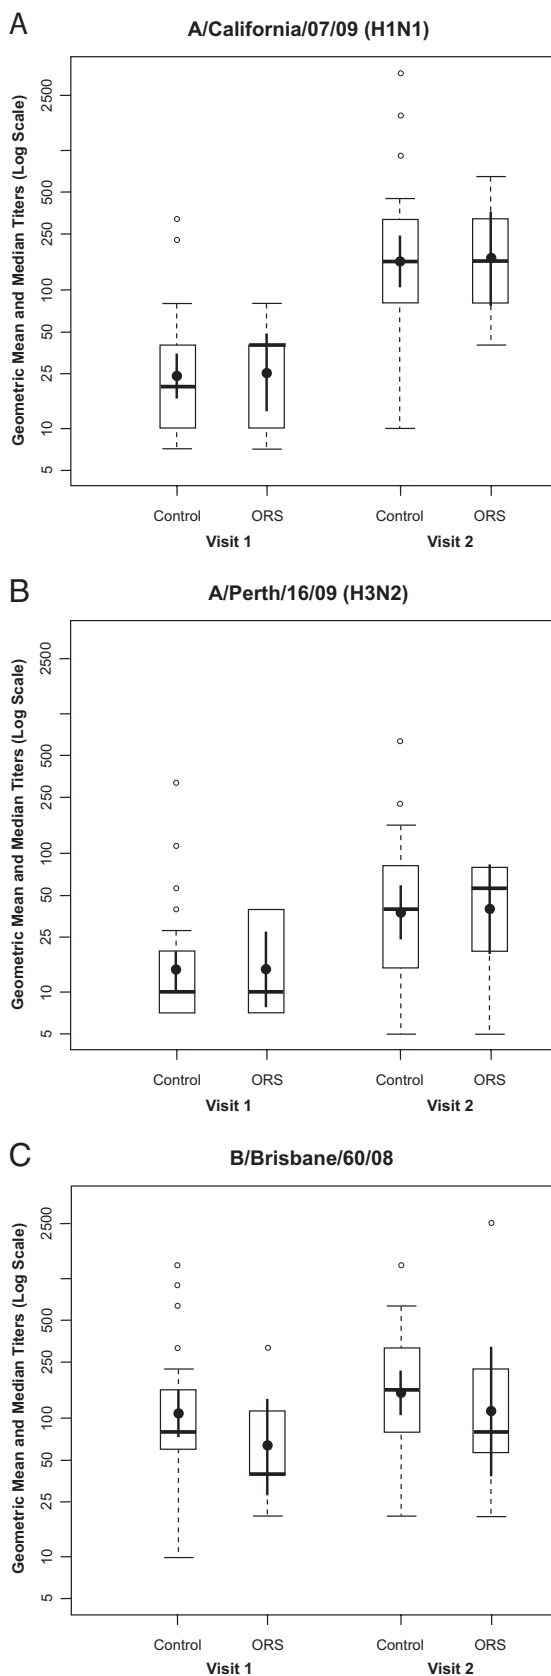 A
A/California/07/09 (H1N1)
Geometric Mean and Median Titers (Log Scale)
2500
500
250
100
50
25
10
5
Control
ORS
Control
ORS
Visit 1
Visit 2
B
A/Perth/16/09 (H3N2)
Geometric Mean and Median Titers (Log Scale)
2500
500
250
100
50
25
10
5
Control
ORS
Control
ORS
Visit 1
Visit 2
C
B/Brisbane/60/08
Geometric Mean and Median Titers (Log Scale)
2500
500
250
100
50
25
10
5
Control
ORS
Control
ORS
Visit 1
Visit 2